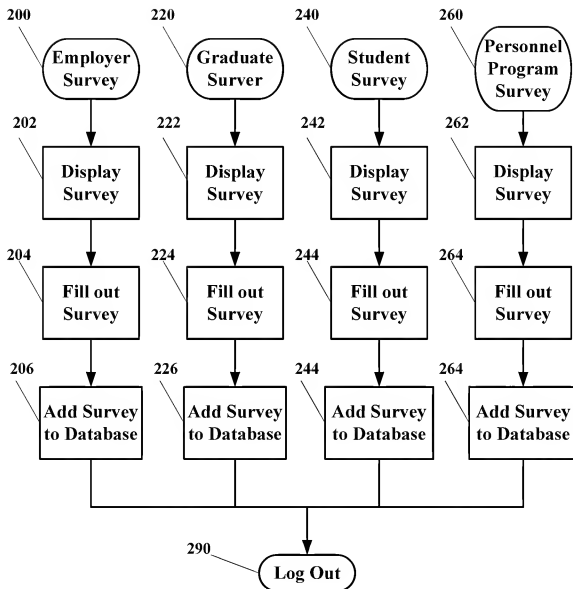 200
220
240
260
Employer
Survey
Graduate
Surver
Student
Survey
Personnel
Program
Survey
202
222
242
262
Display
Survey
Display
Survey
Display
Survey
Display
Survey
204
224
244
264
Fill out
Survey
Fill out
Survey
Fill out
Survey
Fill out
Survey
206
226
244
264
Add Survey
to Database
Add Survey
to Database
Add Survey
to Database
Add Survey
to Database
290
Log Out